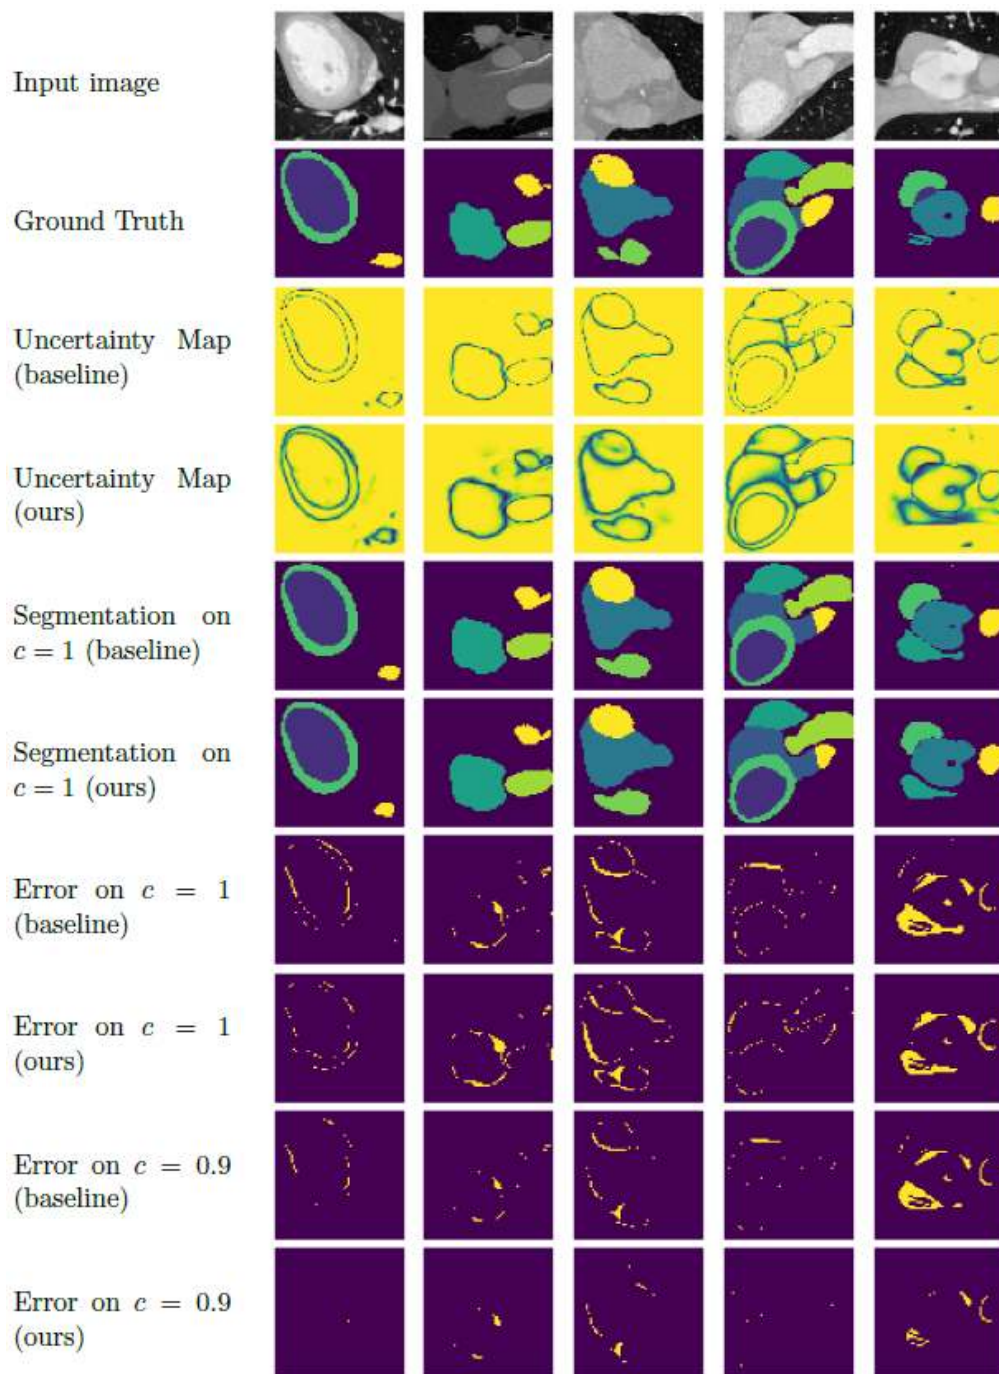 Input image
Ground Truth
Uncertainty Map
(baseline)
Uncertainty Map
(ours)
Segmentation on
c = 1 (baseline)
Segmentation on
c = 1 (ours)
Error on c = 1
(baseline)
Error on c = 1
(ours)
Error on c = 0.9
(baseline)
Error on c = 0.9
(ours)